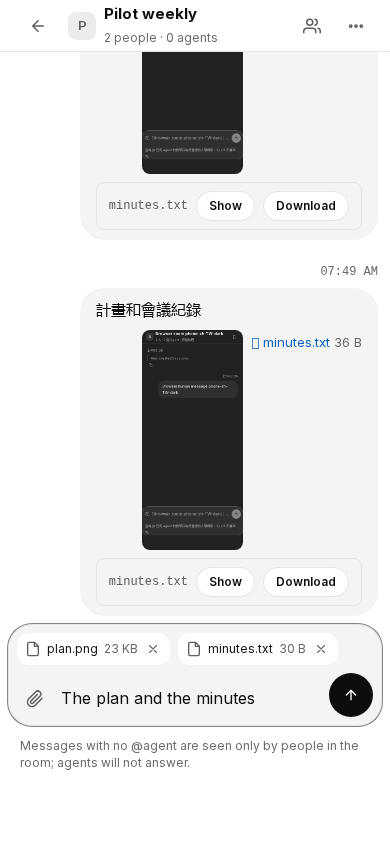 P
Pilot weekly
2 people · 0 agents
minutes.txt
Show
Download
07:49 AM
計畫和會議紀錄
minutes.txt 36 B
minutes.txt
Show
Download
plan.png 23 KB
minutes.txt 30 B
The plan and the minutes
Messages with no @agent are seen only by people in the
room; agents will not answer.